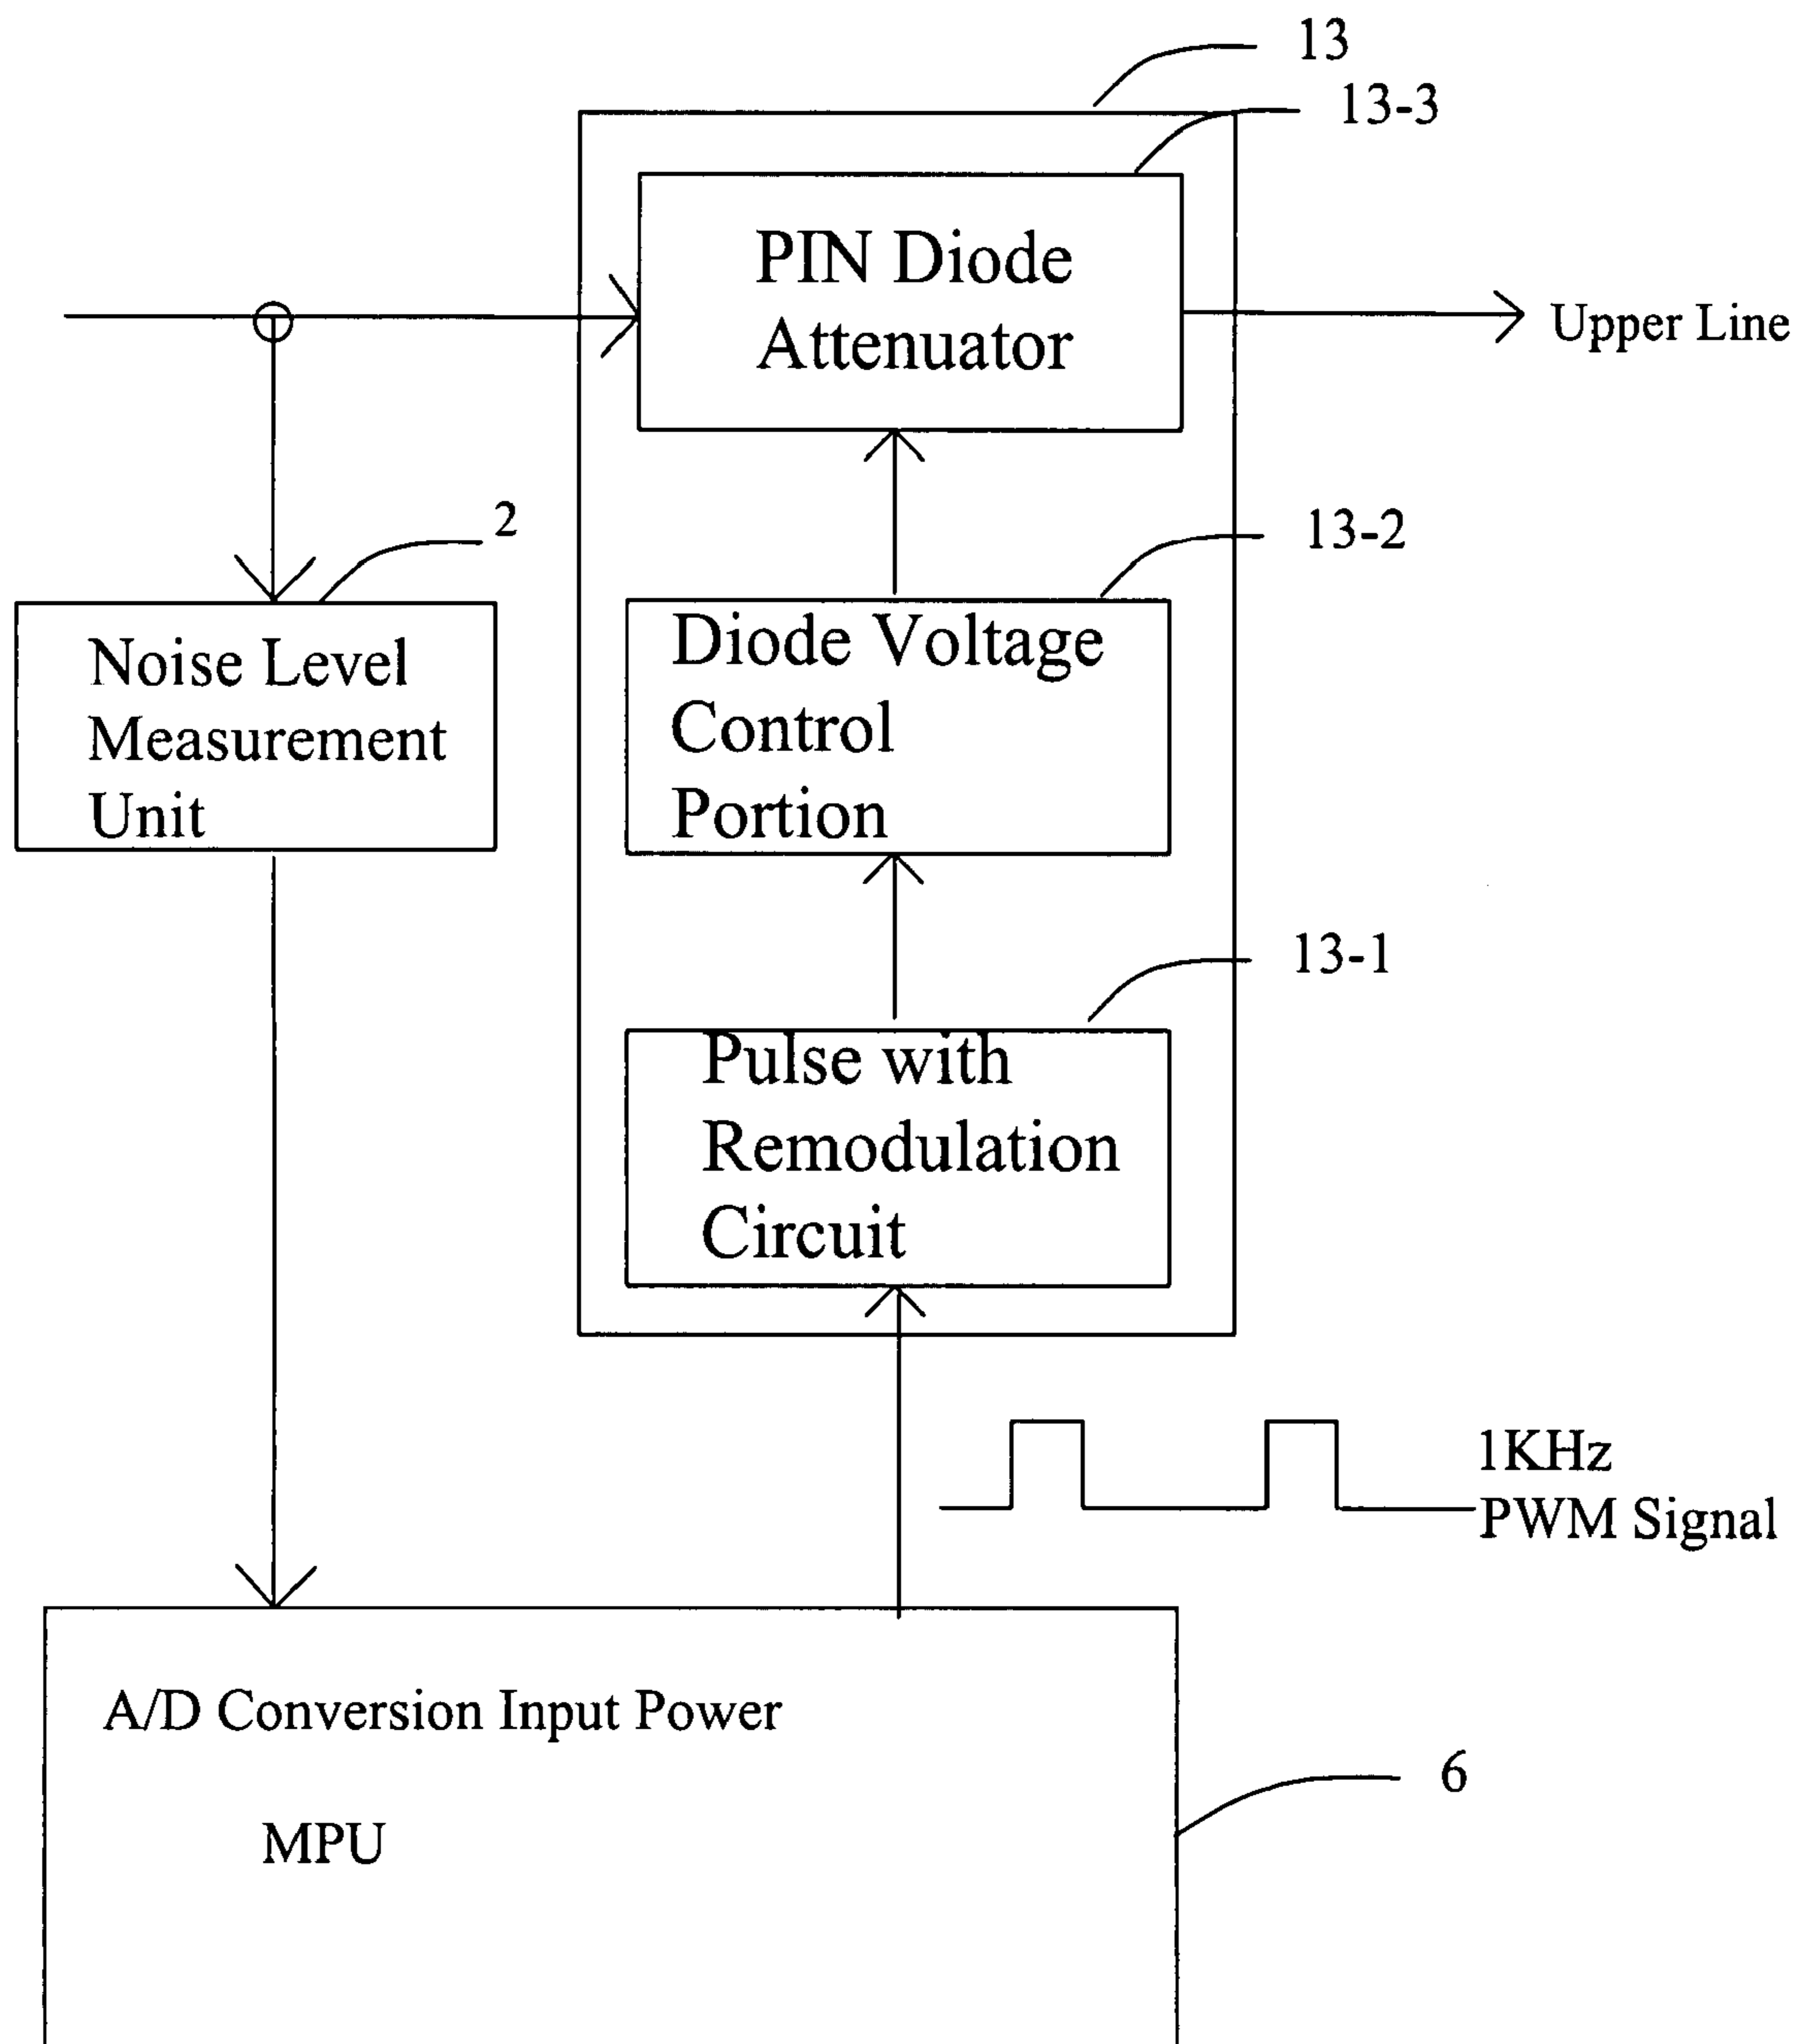 13
13-3
PIN Diode
Attenuator
Upper Line
2
13-2
Noise Level
Measurement
Unit
Diode Voltage
Control
Portion
13-1
Pulse with
Remodulation
Circuit
1KHz
PWM Signal
A/D Conversion Input Power
6
MPU